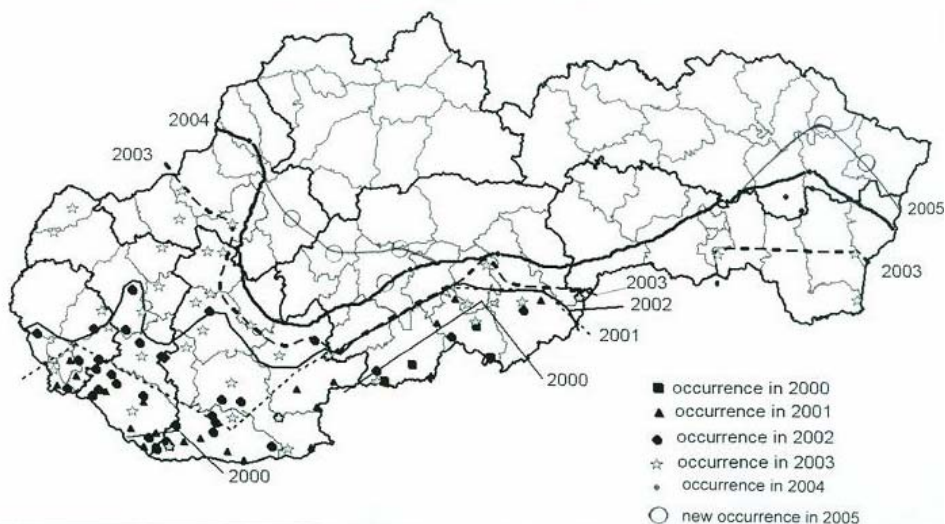 2004
2003
2005
2003
2003
2002
2001
2000
2000
occurrence in 2000
occurrence in 2001
occurrence in 2002
occurrence in 2003
occurrence in 2004
new occurrence in 2005